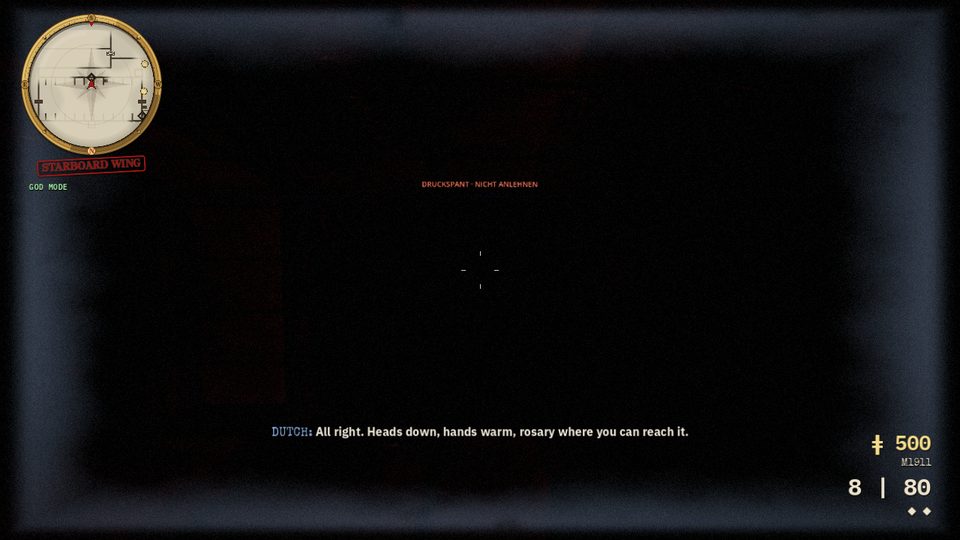 STARBOARD WING
GOD MODE
DRUCKSPANT · NICHT ANLEHNEN
DUTCH: All right. Heads down, hands warm, rosary where you can reach it.
500
M1911
8 | 80